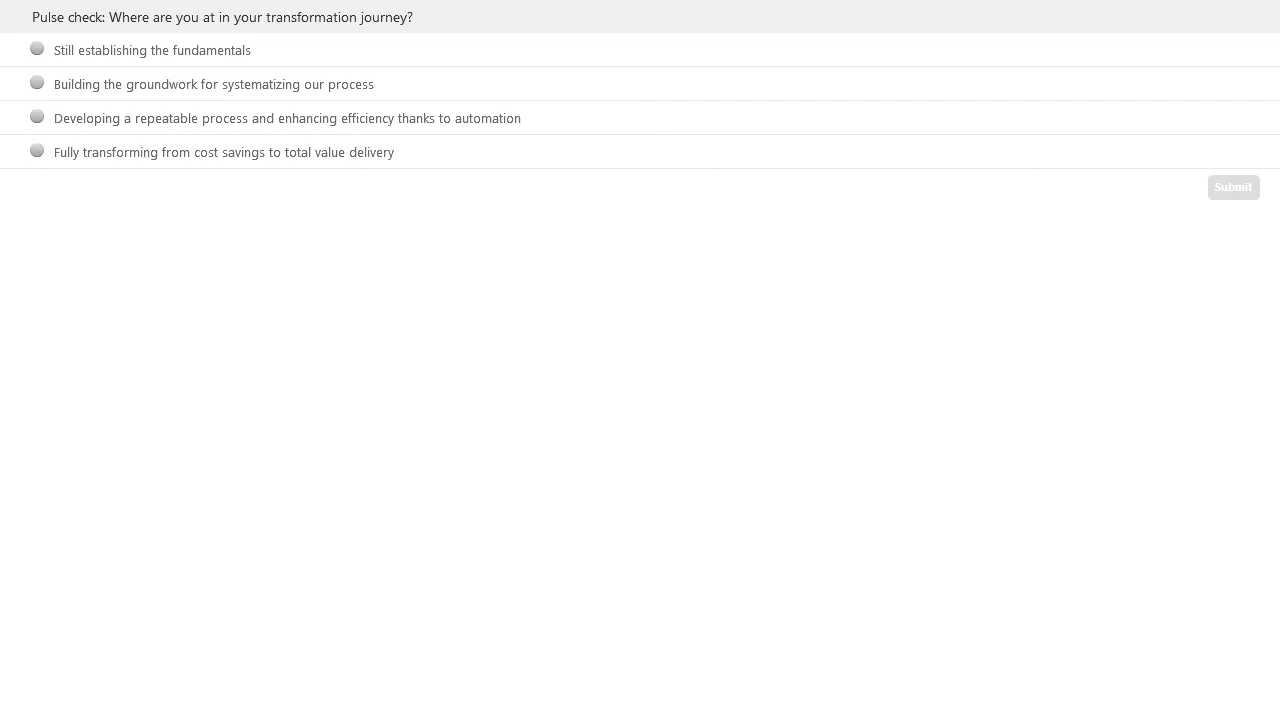 Pulse check: Where are you at in your transformation journey?
Still establishing the fundamentals
Building the groundwork for systematizing our process
Developing a repeatable process and enhancing efficiency thanks to automation
Fully transforming from cost savings to total value delivery
Submit